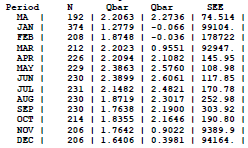 Period | N | Qbar | Qbar | SEE
MA | 192 | 2.2063 | 2.2736 | 74.514
JAN | 374 | 1.2779 | -0.066 | 99104.
FEB | 208 | 1.8748 | -0.036 | 178722
MAR | 212 | 2.2023 | 0.9551 | 92947.
APR | 226 | 2.2094 | 2.1082 | 145.95
MAY | 229 | 2.3863 | 2.5760 | 108.98
JUN | 230 | 2.3899 | 2.6061 | 117.85
JUL | 231 | 2.1482 | 2.4821 | 170.78
AUG | 230 | 1.8719 | 2.3017 | 252.98
SEP | 230 | 1.7638 | 2.1900 | 303.92
OCT | 214 | 1.8355 | 2.1646 | 190.80
NOV | 206 | 1.7642 | 0.9022 | 9389.9
DEC | 206 | 1.6406 | 0.3981 | 94164.